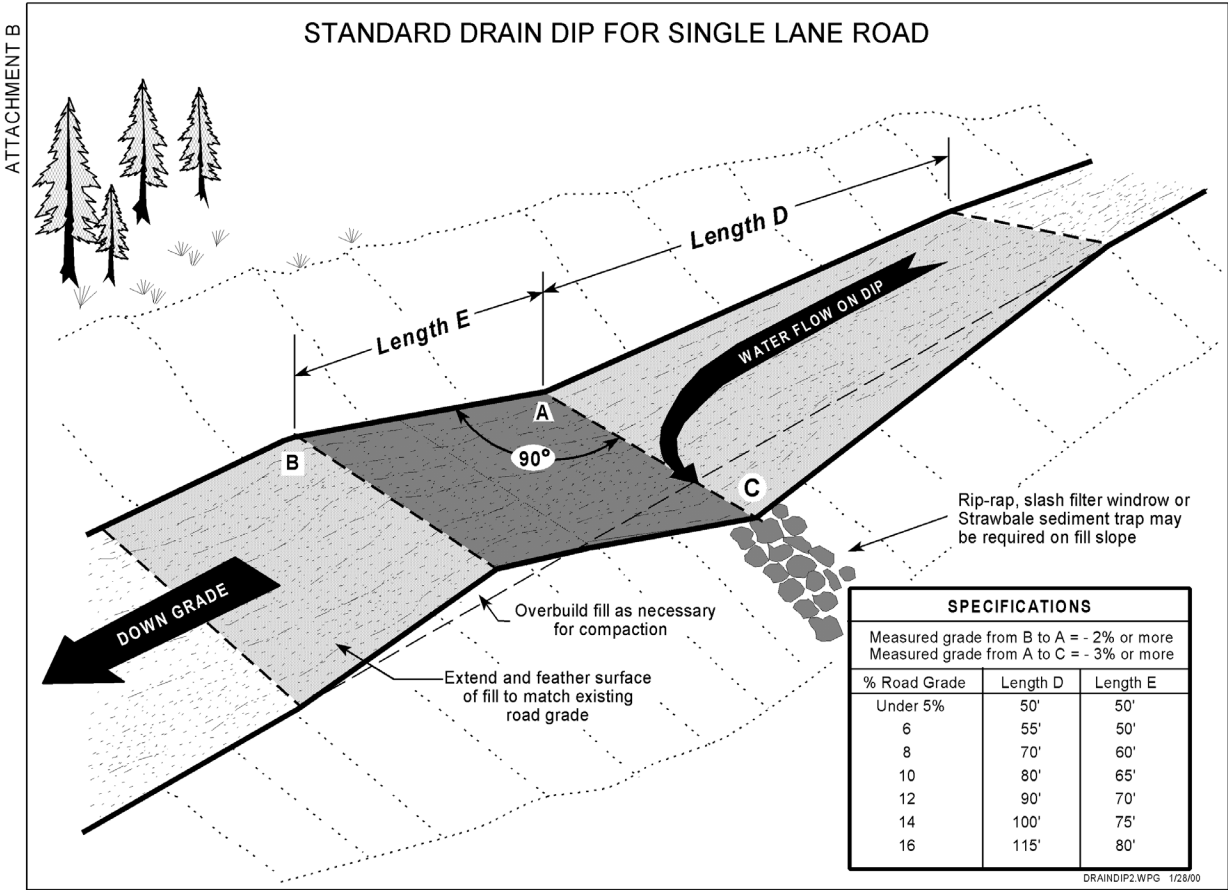 ATTACHMENT B
STANDARD DRAIN DIP FOR SINGLE LANE ROAD
Length D
Length E
WATER FLOW ON DIP
A
90°
B
C
Rip-rap, slash filter windrow or
Strawbale sediment trap may
be required on fill slope
DOWN GRADE
Overbuild fill as necessary
for compaction
Extend and feather surface
of fill to match existing
road grade
SPECIFICATIONS
Measured grade from B to A = - 2% or more
Measured grade from A to C = - 3% or more
% Road Grade Length D Length E
Under 5% 50' 50'
6 55' 50'
8 70' 60'
10 80' 65'
12 90' 70'
14 100' 75'
16 115' 80'
DRAINDIP2.WPG 1/28/00